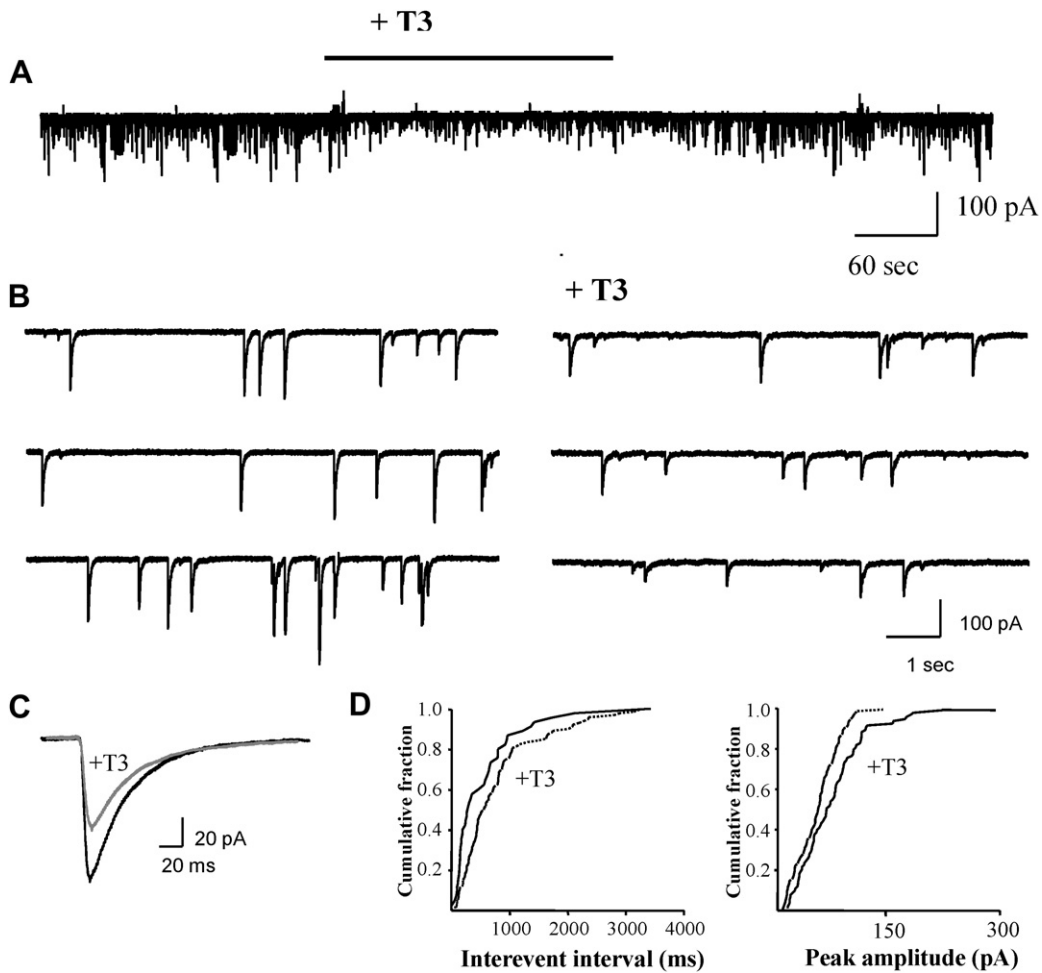 + T3
A
100 pA
60 sec
B
+ T3
100 pA
1 sec
C
+T3
20 pA
20 ms
D
Cumulative fraction
1.0
0.8
0.6
0.4
0.2
+T3
1000 2000 3000 4000
Interevent interval (ms)
Cumulative fraction
1.0
0.8
0.6
0.4
0.2
+T3
150 300
Peak amplitude (pA)